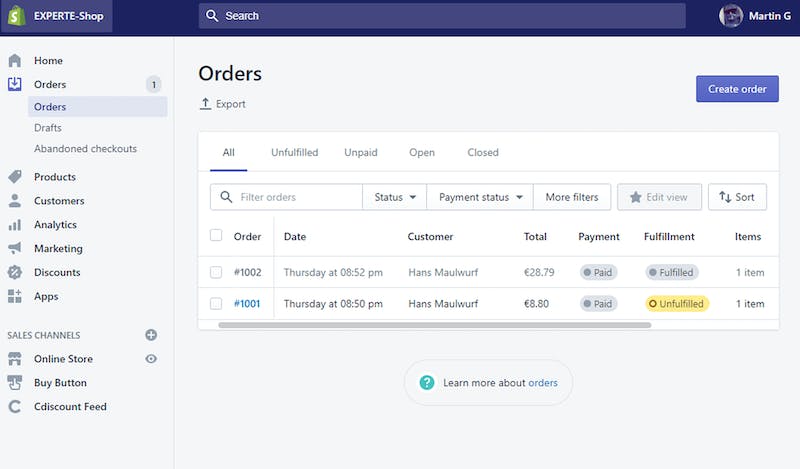 EXPERTE-Shop
Search
Martin G
Home
Orders 1
Orders
Drafts
Abandoned checkouts
Products
Customers
Analytics
Marketing
Discounts
Apps
SALES CHANNELS
Online Store
Buy Button
Cdiscount Feed
Orders
Export
Create order
All Unfulfilled Unpaid Open Closed
Filter orders Status Payment status More filters Edit view Sort
Order Date Customer Total Payment Fulfillment Items
#1002 Thursday at 08:52 pm Hans Maulwurf €28.79 Paid Fulfilled 1 item
#1001 Thursday at 08:50 pm Hans Maulwurf €8.80 Paid Unfulfilled 1 item
? Learn more about orders